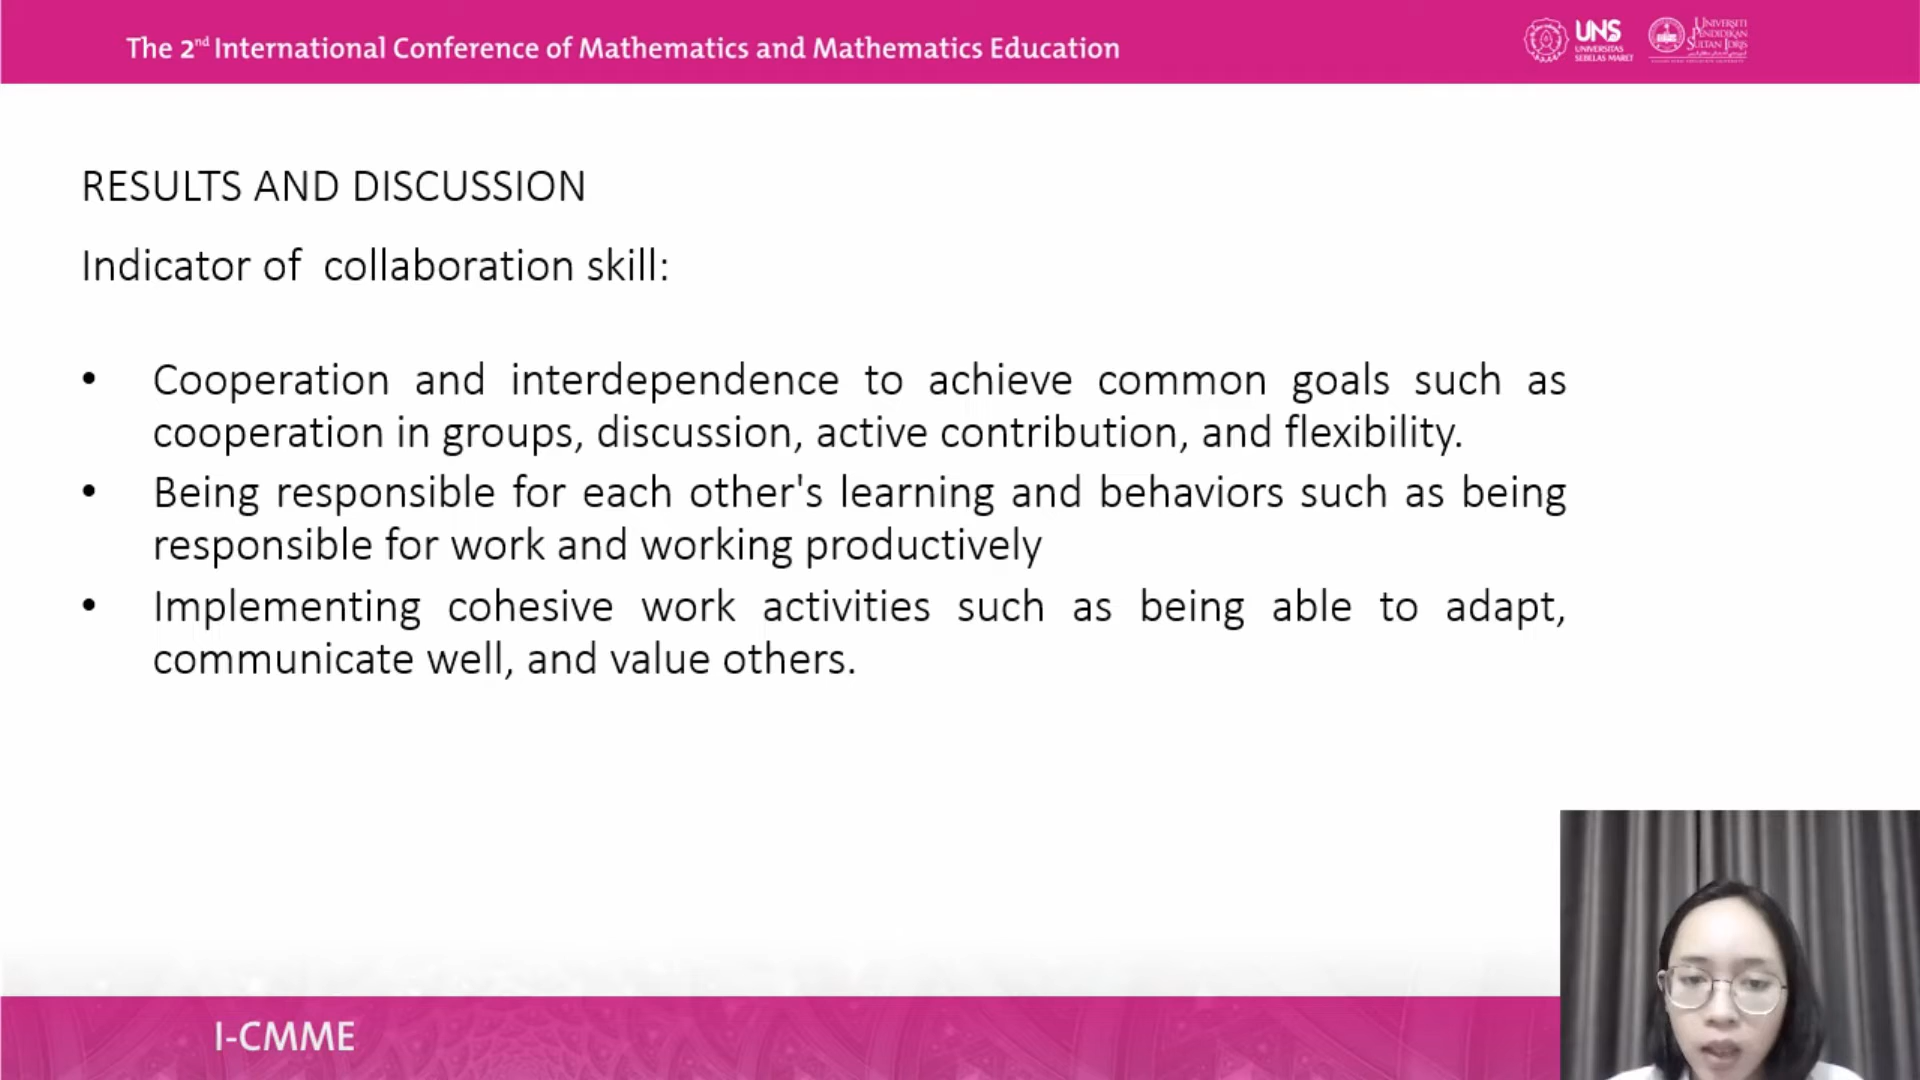 The 2nd International Conference of Mathematics and Mathematics Education
UNS
UNIVERSITAS
SEBELAS MARET
UNIVERSITI
PENDIDIKAN
SULTAN IDRIS
RESULTS AND DISCUSSION
Indicator of  collaboration skill:
• Cooperation and interdependence to achieve common goals such as
cooperation in groups, discussion, active contribution, and flexibility.
• Being responsible for each other's learning and behaviors such as being
responsible for work and working productively
• Implementing cohesive work activities such as being able to adapt,
communicate well, and value others.
I-CMME